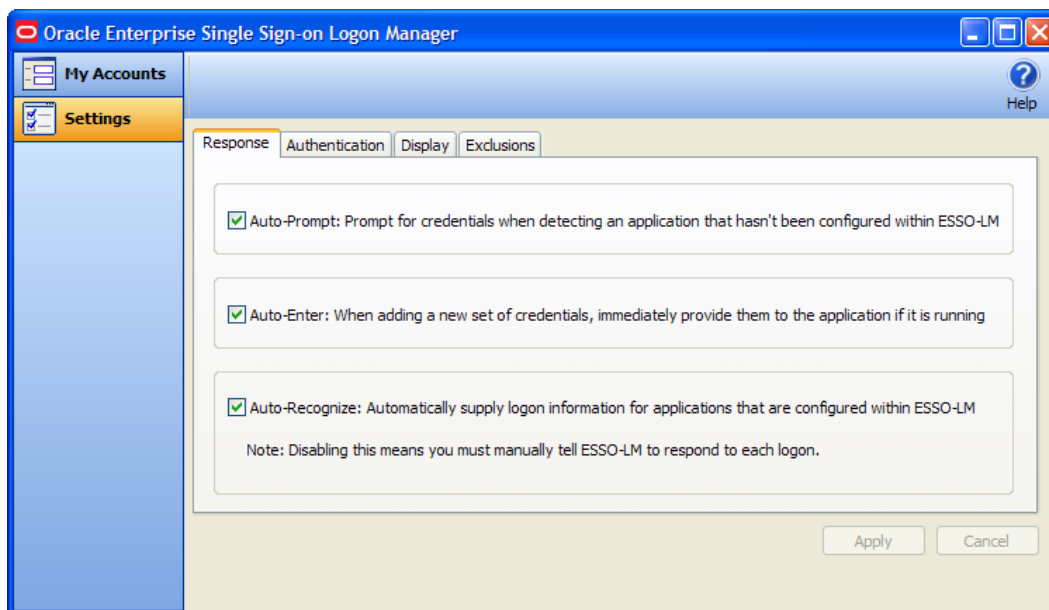 Oracle Enterprise Single Sign-on Logon Manager
My Accounts
Settings
Help
Response
Authentication
Display
Exclusions
Auto-Prompt: Prompt for credentials when detecting an application that hasn't been configured within ESSO-LM
Auto-Enter: When adding a new set of credentials, immediately provide them to the application if it is running
Auto-Recognize: Automatically supply logon information for applications that are configured within ESSO-LM
Note: Disabling this means you must manually tell ESSO-LM to respond to each logon.
Apply
Cancel